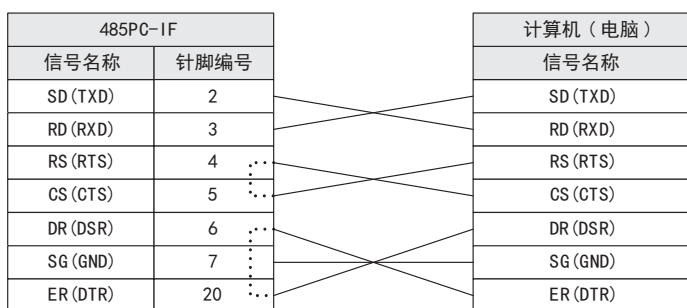 485PC-IF 计算机(电脑)
信号名称 针脚编号 信号名称
SD(TXD) 2 SD(TXD)
RD(RXD) 3 RD(RXD)
RS(RTS) 4 RS(RTS)
CS(CTS) 5 CS(CTS)
DR(DSR) 6 DR(DSR)
SG(GND) 7 SG(GND)
ER(DTR) 20 ER(DTR)